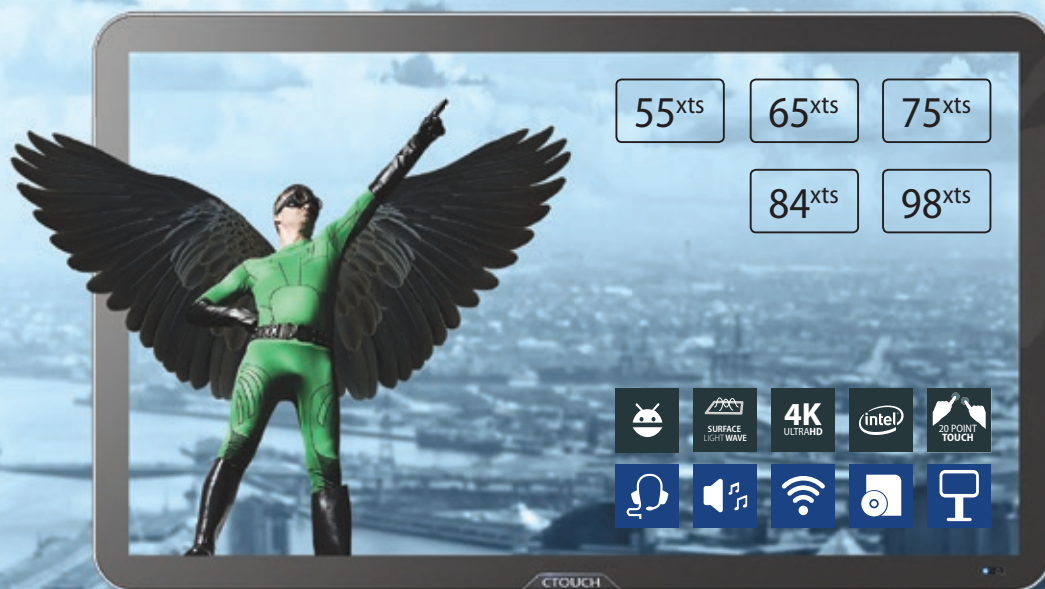 55xts 65xts 75xts
84xts 98xts
SURFACE
LIGHT WAVE
4K
ULTRAHD
intel
20 POINT
TOUCH
CTOUCH